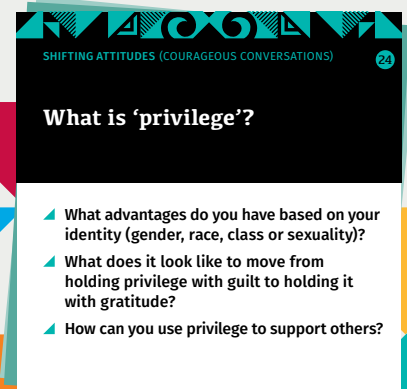 SHIFTING ATTITUDES (COURAGEOUS CONVERSATIONS)
24
What is ‘privilege’?
What advantages do you have based on your
identity (gender, race, class or sexuality)?
What does it look like to move from
holding privilege with guilt to holding it
with gratitude?
How can you use privilege to support others?